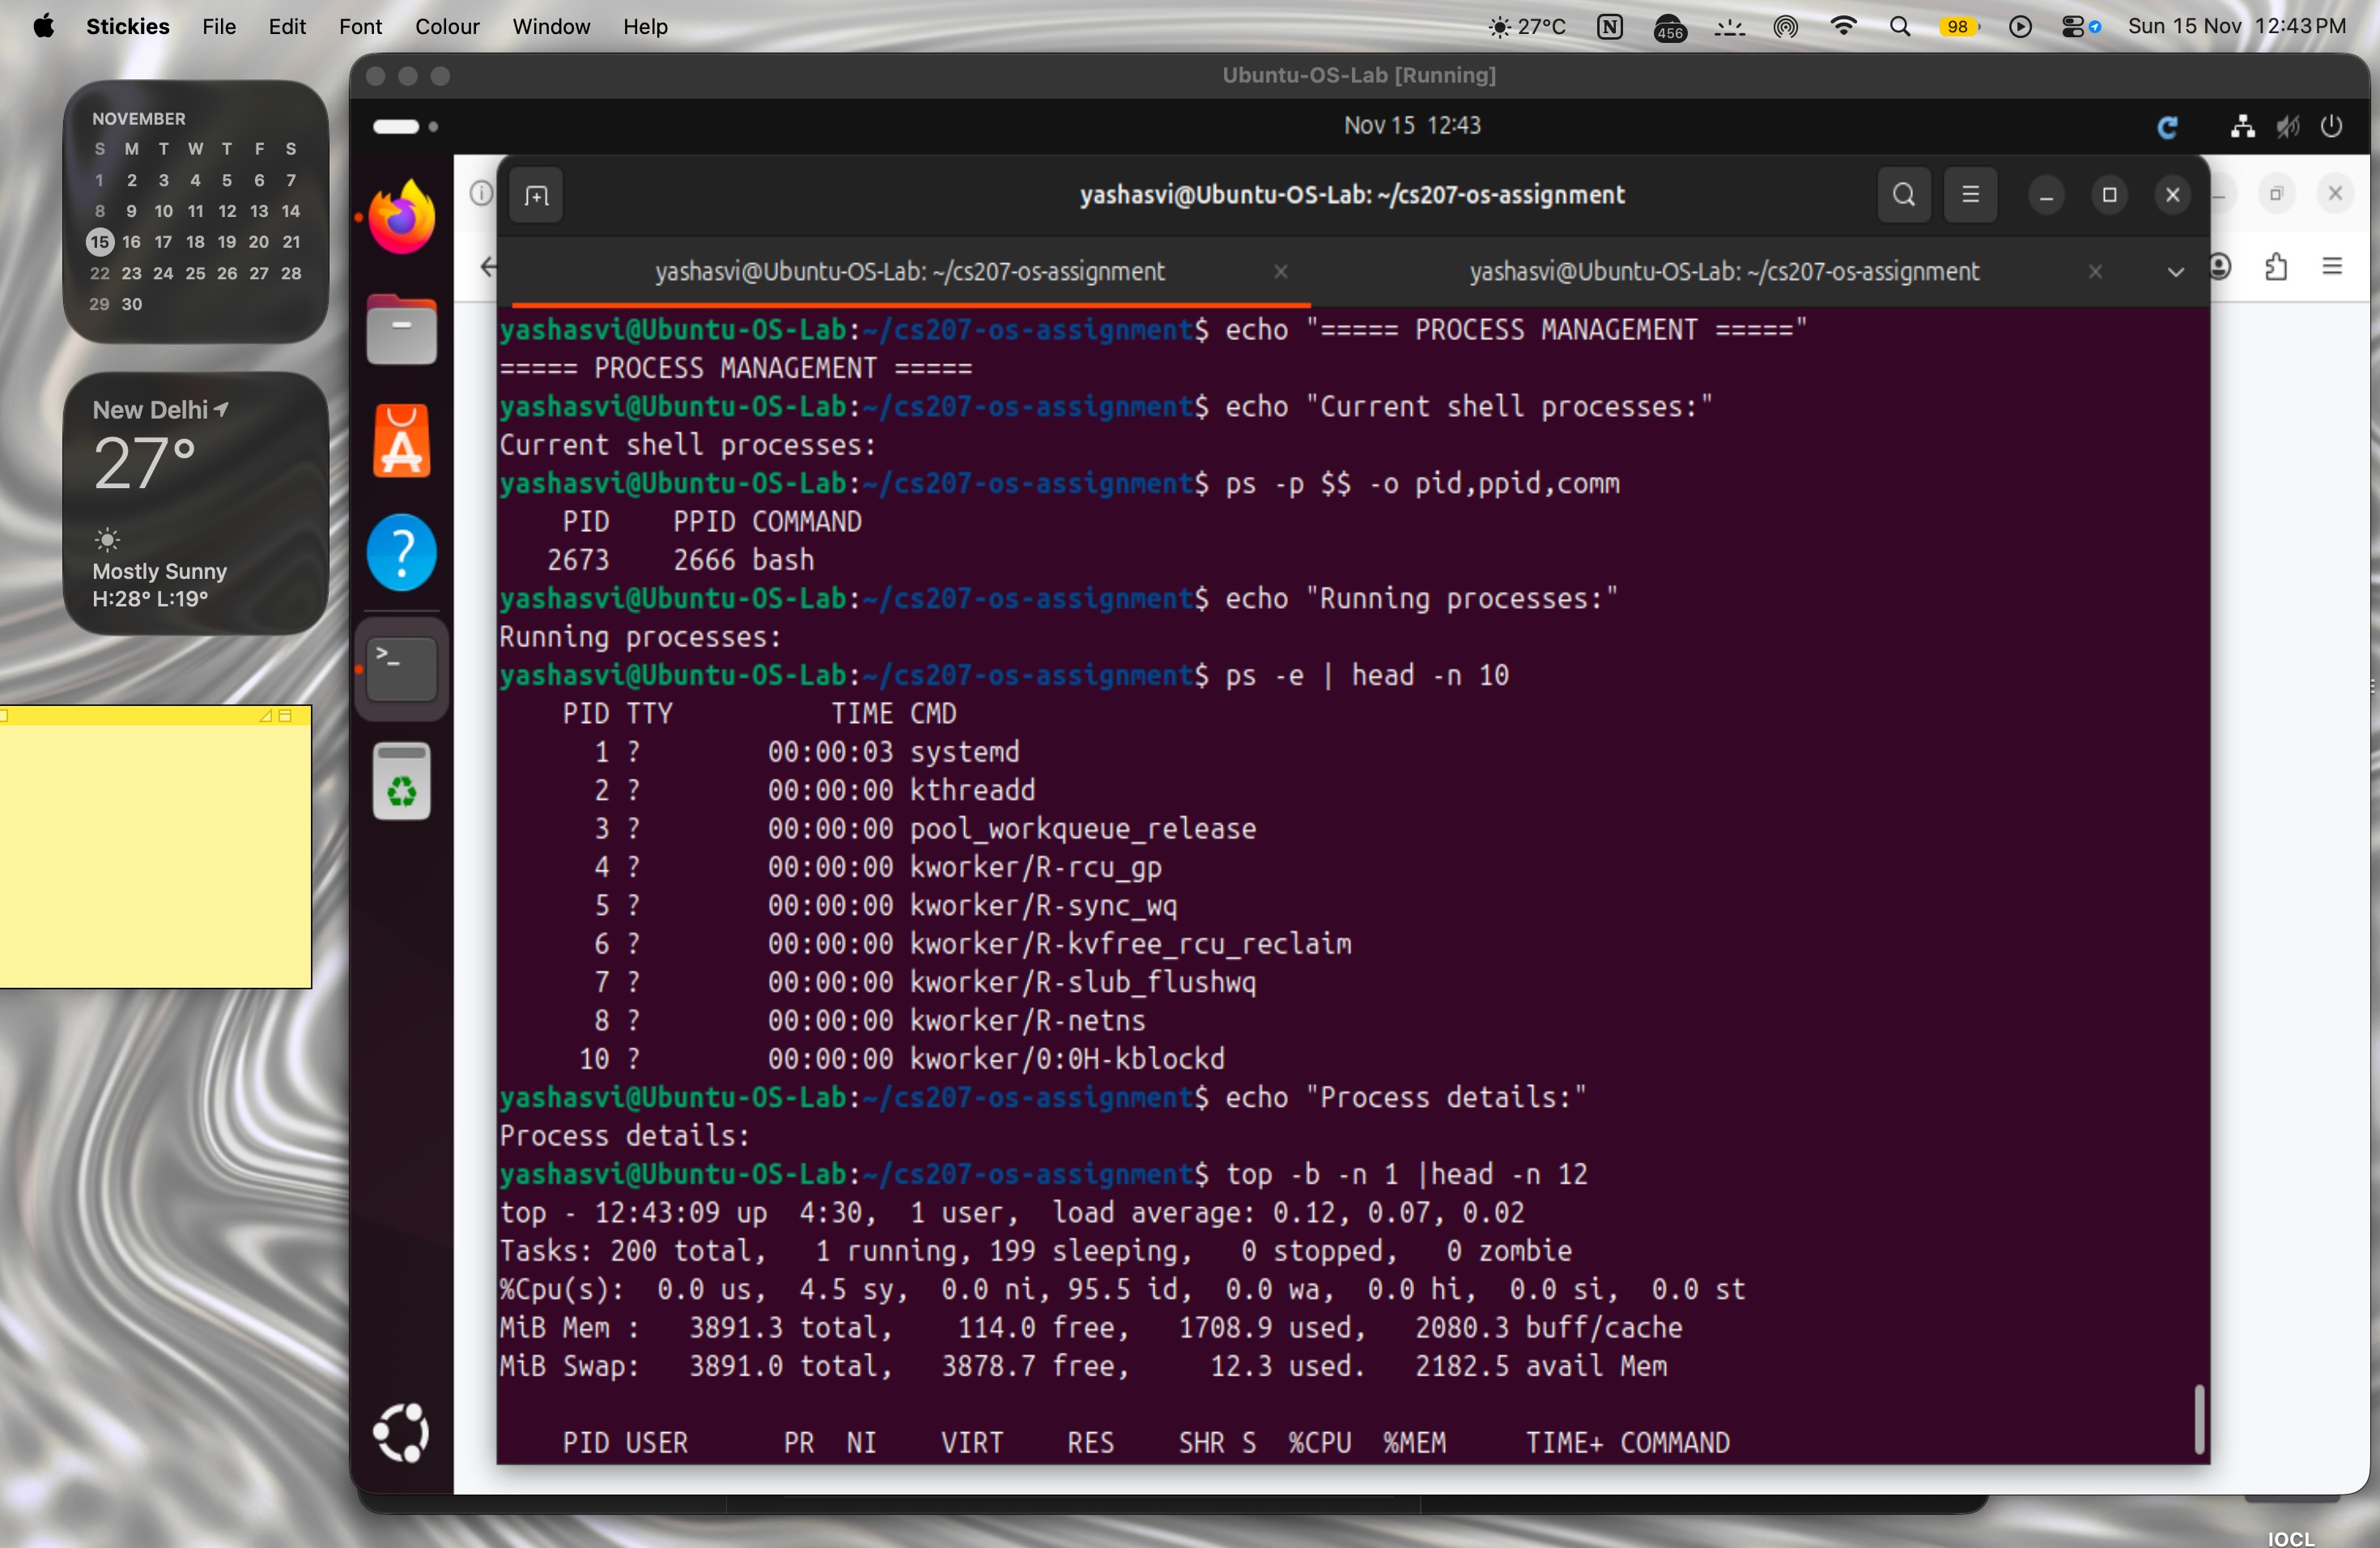 Stickies File Edit Font Colour Window Help 27°C 456 98 Sun 15 Nov 12:43 PM
NOVEMBER
S M T W T F S
1 2 3 4 5 6 7
8 9 10 11 12 13 14
15 16 17 18 19 20 21
22 23 24 25 26 27 28
29 30
New Delhi
27°
Mostly Sunny
H:28° L:19°
Ubuntu-OS-Lab [Running]
Nov 15 12:43
yashasvi@Ubuntu-OS-Lab: ~/cs207-os-assignment
yashasvi@Ubuntu-OS-Lab: ~/cs207-os-assignment yashasvi@Ubuntu-OS-Lab: ~/cs207-os-assignment
yashasvi@Ubuntu-OS-Lab:~/cs207-os-assignment$ echo "===== PROCESS MANAGEMENT ====="
===== PROCESS MANAGEMENT =====
yashasvi@Ubuntu-OS-Lab:~/cs207-os-assignment$ echo "Current shell processes:"
Current shell processes:
yashasvi@Ubuntu-OS-Lab:~/cs207-os-assignment$ ps -p $$ -o pid,ppid,comm
PID PPID COMMAND
2673 2666 bash
yashasvi@Ubuntu-OS-Lab:~/cs207-os-assignment$ echo "Running processes:"
Running processes:
yashasvi@Ubuntu-OS-Lab:~/cs207-os-assignment$ ps -e | head -n 10
PID TTY TIME CMD
1 ? 00:00:03 systemd
2 ? 00:00:00 kthreadd
3 ? 00:00:00 pool_workqueue_release
4 ? 00:00:00 kworker/R-rcu_gp
5 ? 00:00:00 kworker/R-sync_wq
6 ? 00:00:00 kworker/R-kvfree_rcu_reclaim
7 ? 00:00:00 kworker/R-slub_flushwq
8 ? 00:00:00 kworker/R-netns
10 ? 00:00:00 kworker/0:0H-kblockd
yashasvi@Ubuntu-OS-Lab:~/cs207-os-assignment$ echo "Process details:"
Process details:
yashasvi@Ubuntu-OS-Lab:~/cs207-os-assignment$ top -b -n 1 |head -n 12
top - 12:43:09 up 4:30, 1 user, load average: 0.12, 0.07, 0.02
Tasks: 200 total, 1 running, 199 sleeping, 0 stopped, 0 zombie
%Cpu(s): 0.0 us, 4.5 sy, 0.0 ni, 95.5 id, 0.0 wa, 0.0 hi, 0.0 si, 0.0 st
MiB Mem : 3891.3 total, 114.0 free, 1708.9 used, 2080.3 buff/cache
MiB Swap: 3891.0 total, 3878.7 free, 12.3 used. 2182.5 avail Mem
PID USER PR NI VIRT RES SHR S %CPU %MEM TIME+ COMMAND
IOCL